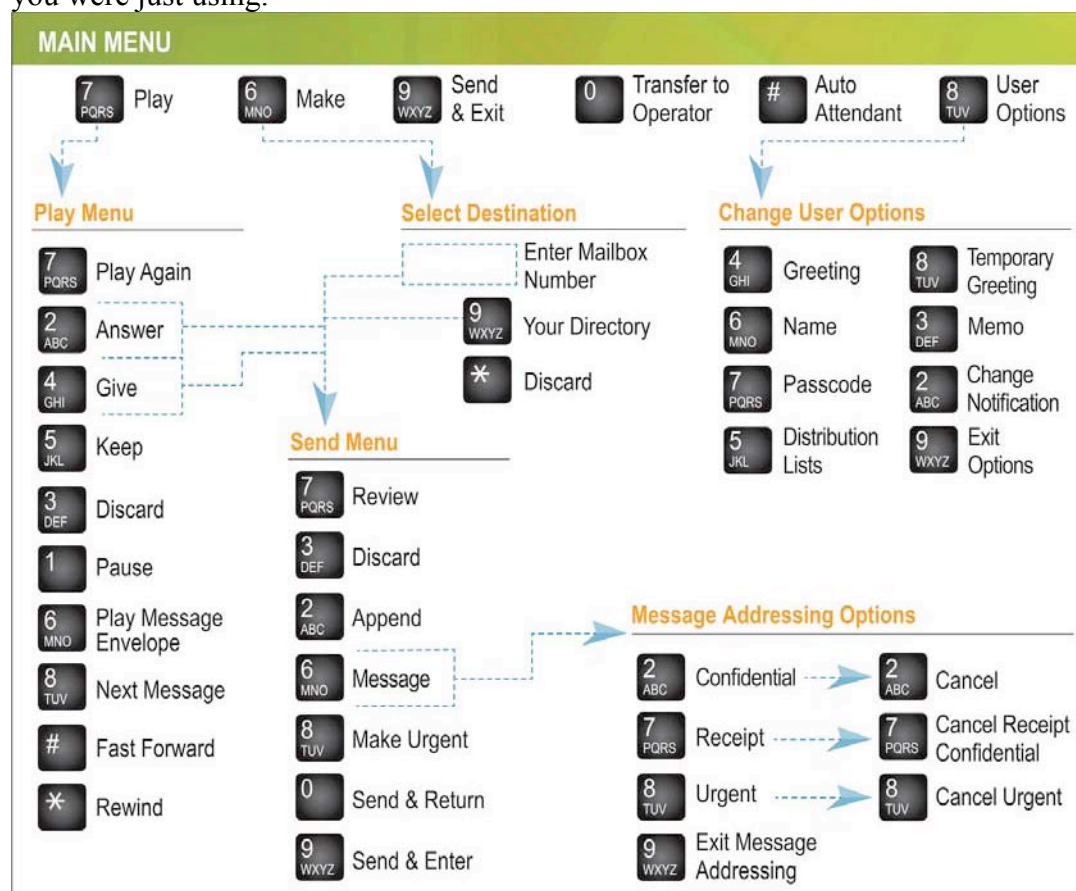 you were just using.
MAIN MENU
7
PQRS
Play
6
MNO
Make
9
WXYZ
Send
& Exit
0
Transfer to
Operator
#
Auto
Attendant
8
TUV
User
Options
Play Menu
7
PQRS
Play Again
2
ABC
Answer
4
GHI
Give
5
JKL
Keep
3
DEF
Discard
1
Pause
6
MNO
Play Message
Envelope
8
TUV
Next Message
#
Fast Forward
*
Rewind
Select Destination
Enter Mailbox
Number
9
WXYZ
Your Directory
*
Discard
Send Menu
7
PQRS
Review
3
DEF
Discard
2
ABC
Append
6
MNO
Message
8
TUV
Make Urgent
0
Send & Return
9
WXYZ
Send & Enter
Change User Options
4
GHI
Greeting
8
TUV
Temporary
Greeting
6
MNO
Name
3
DEF
Memo
7
PQRS
Passcode
2
ABC
Change
Notification
5
JKL
Distribution
Lists
9
WXYZ
Exit
Options
Message Addressing Options
2
ABC
Confidential
2
ABC
Cancel
7
PQRS
Receipt
7
PQRS
Cancel Receipt
Confidential
8
TUV
Urgent
8
TUV
Cancel Urgent
9
WXYZ
Exit Message
Addressing